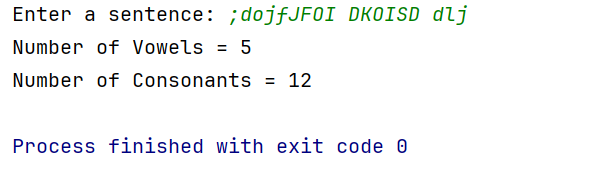 Enter a sentence: ;dojfJFOI DKOISD dlj
Number of Vowels = 5
Number of Consonants = 12
Process finished with exit code 0